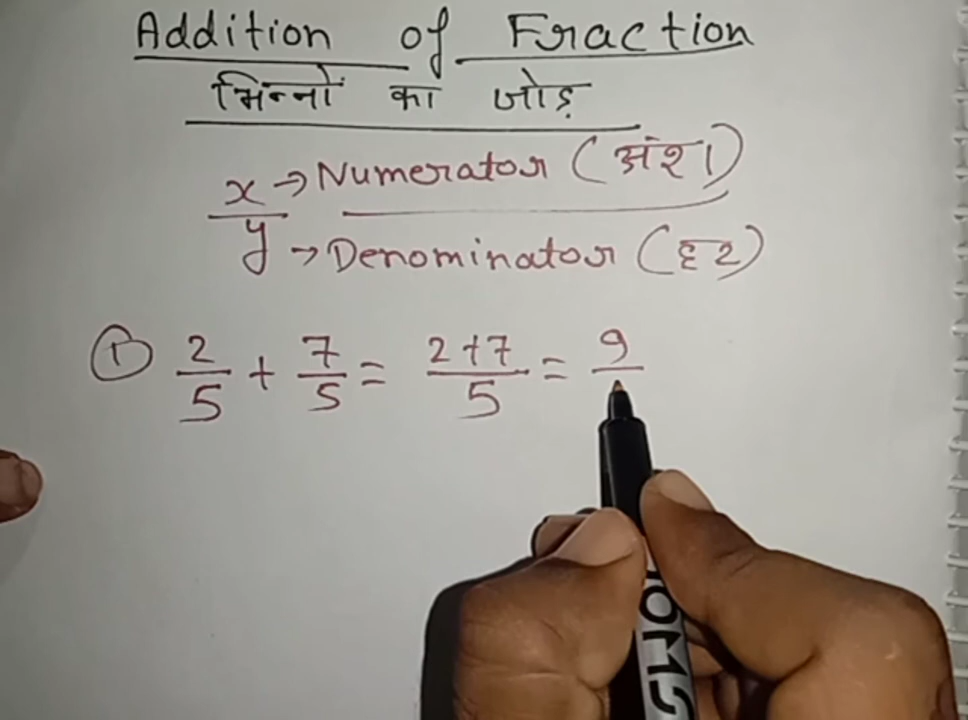 Addition of Fraction
भिन्नों का जोड़
x → Numerator (अंश)
y → Denominator (हर)
① 2/5 + 7/5 = 2+7/5 = 9/